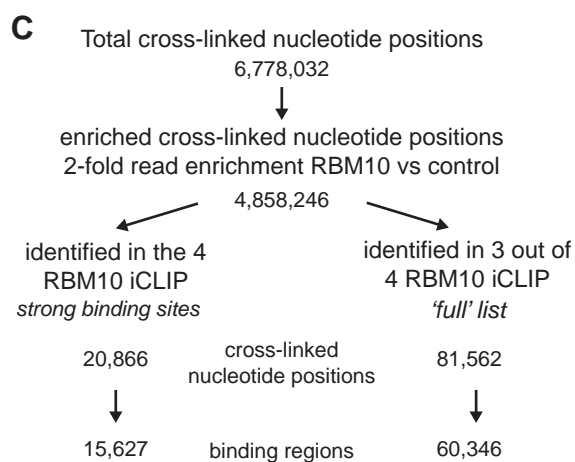 C
Total cross-linked nucleotide positions
6,778,032
enriched cross-linked nucleotide positions
2-fold read enrichment RBM10 vs control
4,858,246
identified in the 4
RBM10 iCLIP
strong binding sites
identified in 3 out of
4 RBM10 iCLIP
'full' list
20,866
cross-linked
nucleotide positions
81,562
15,627
binding regions
60,346